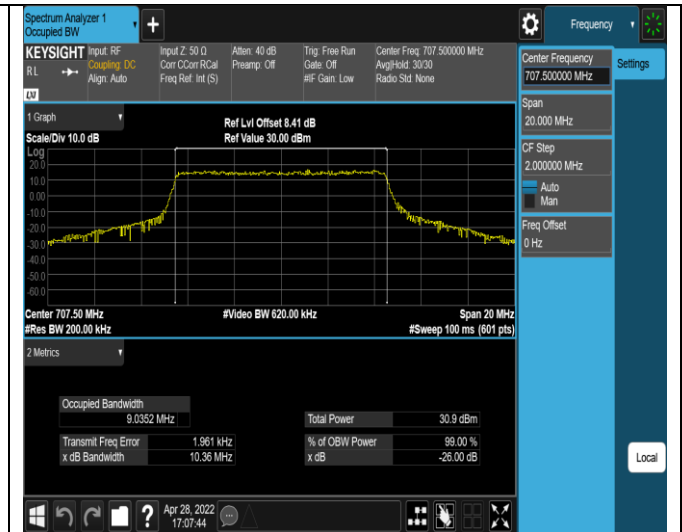 Spectrum Analyzer 1
Occupied BW
+
Frequency
KEYSIGHT
RL
LXI
Input: RF
Coupling: DC
Align: Auto
Input Z: 50 Ω
Corr CCorr RCal
Freq Ref: Int (S)
Atten: 40 dB
Preamp: Off
Trig: Free Run
Gate: Off
#IF Gain: Low
Center Freq: 707.500000 MHz
Avg|Hold: 30/30
Radio Std: None
Center Frequency
707.500000 MHz
Settings
Span
20.000 MHz
CF Step
2.000000 MHz
Auto
Man
Freq Offset
0 Hz
1 Graph
Scale/Div 10.0 dB
Ref Lvl Offset 8.41 dB
Ref Value 30.00 dBm
Log
20.0
10.0
0.00
-10.0
-20.0
-30.0
-40.0
-50.0
-60.0
Center 707.50 MHz
#Video BW 620.00 kHz
Span 20 MHz
#Res BW 200.00 kHz
#Sweep 100 ms (601 pts)
2 Metrics
Occupied Bandwidth
9.0352 MHz
Total Power 30.9 dBm
Transmit Freq Error 1.961 kHz
% of OBW Power 99.00 %
x dB Bandwidth 10.36 MHz
x dB -26.00 dB
Local
?
Apr 28, 2022
17:07:44